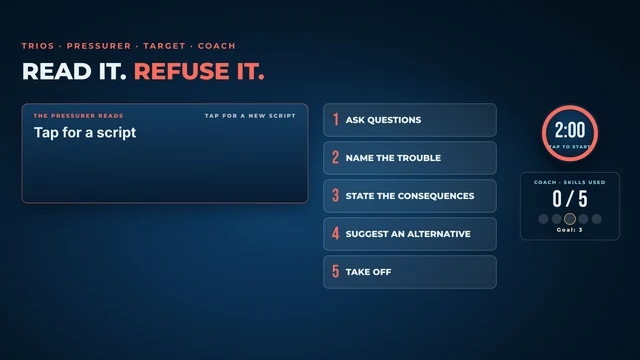 TRIOS · PRESSURER · TARGET · COACH
READ IT. REFUSE IT.
THE PRESSURER READS
TAP FOR A NEW SCRIPT
Tap for a script
1 ASK QUESTIONS
2 NAME THE TROUBLE
3 STATE THE CONSEQUENCES
4 SUGGEST AN ALTERNATIVE
5 TAKE OFF
2:00
TAP TO START
COACH · SKILLS USED
0 / 5
Goal: 3